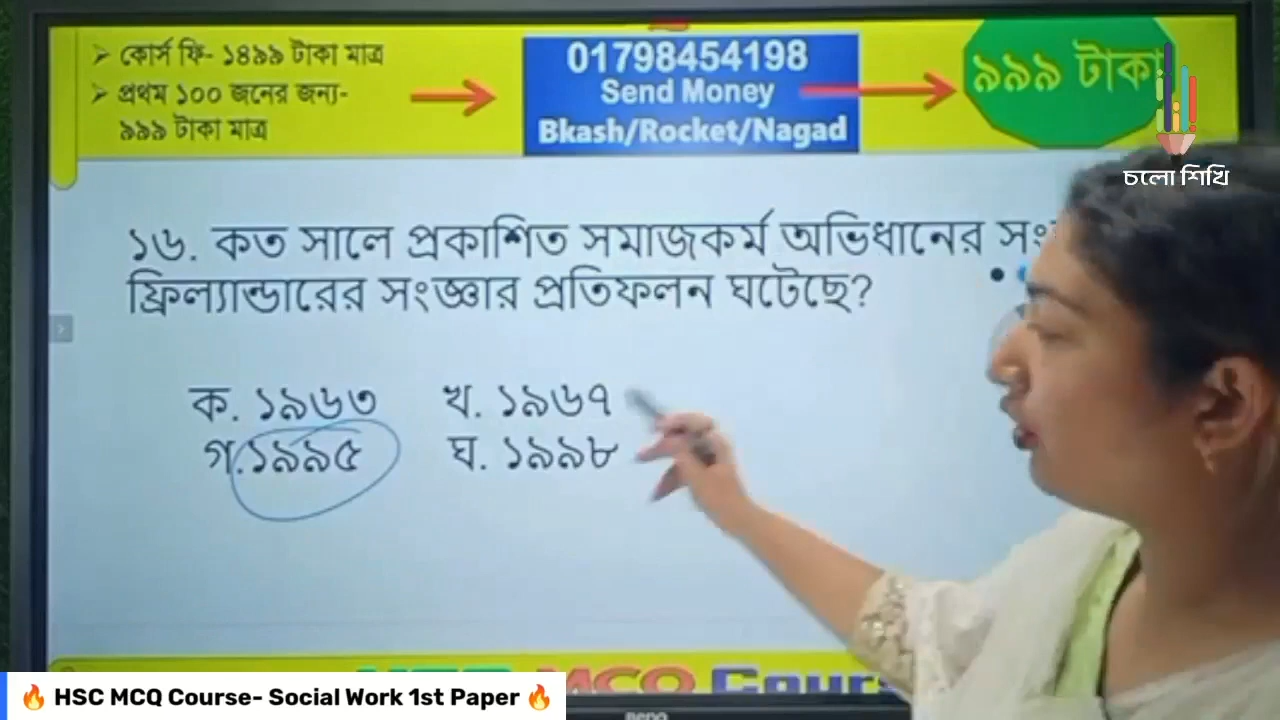 ➢ কোর্স ফি- ১৪৯৯ টাকা মাত্র
➢ প্রথম ১০০ জনের জন্য-
৯৯৯ টাকা মাত্র
01798454198
Send Money
Bkash/Rocket/Nagad
৯৯৯ টাকা
চলো শিখি
১৬. কত সালে প্রকাশিত সমাজকর্ম অভিধানের
ফ্রিল্যান্ডারের সংজ্ঞার প্রতিফলন ঘটেছে?
ক. ১৯৬৩ খ. ১৯৬৭
গ.১৯৯৫ ঘ. ১৯৯৮
MCQ
🔥 HSC MCQ Course- Social Work 1st Paper 🔥